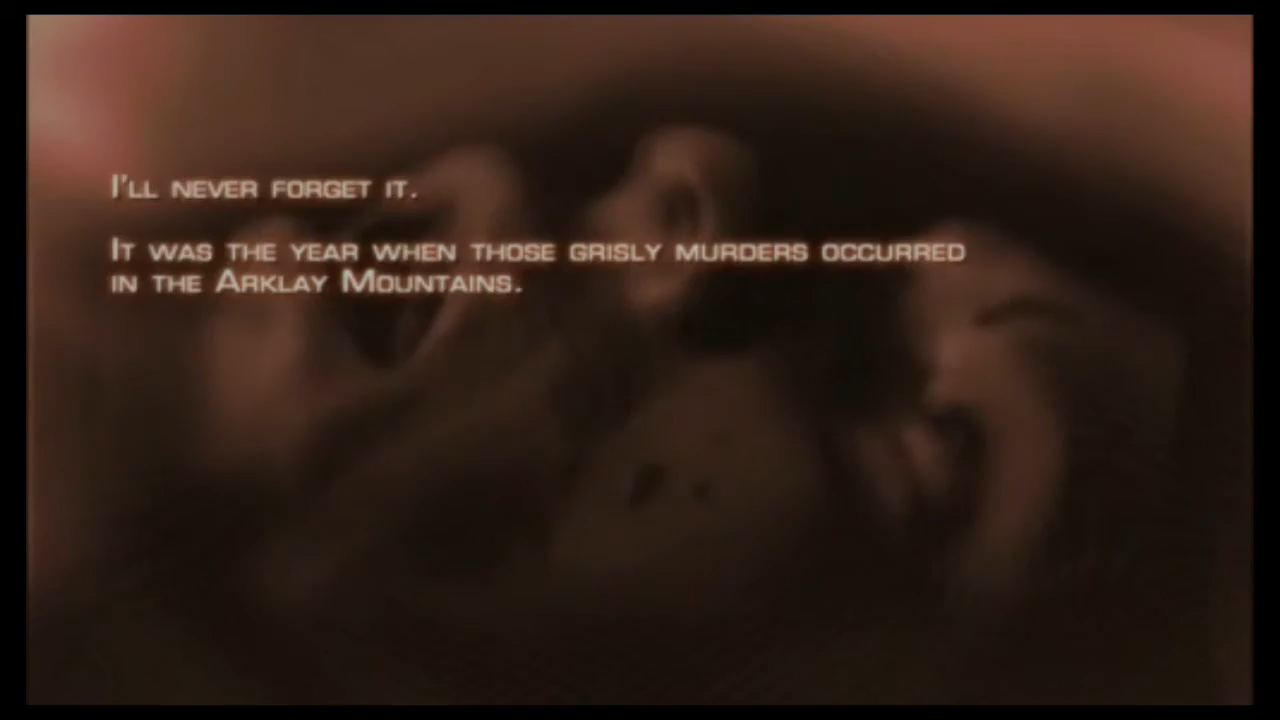 I'll never forget it.
It was the year when those grisly murders occurred
in the Arklay Mountains.